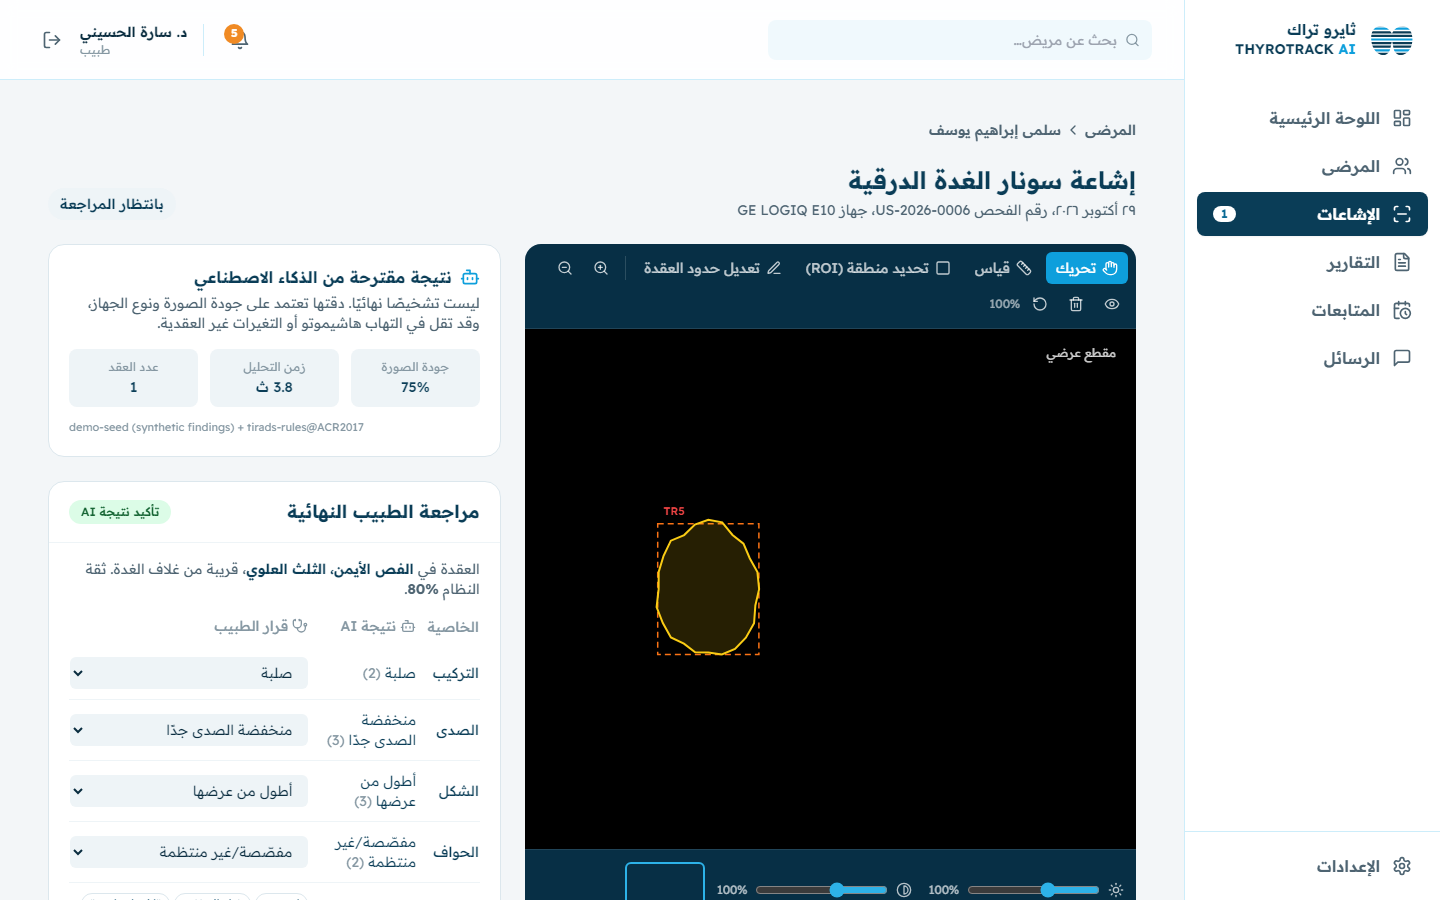 ثايرو تراك
THYROTRACK AI
اللوحة الرئيسية
المرضى
الإشاعات
1
التقارير
المتابعات
الرسائل
الإعدادات
بحث عن مريض...
5
د. سارة الحسيني
طبيب
المرضى
سلمى إبراهيم يوسف
إشاعة سونار الغدة الدرقية
٢٩ أكتوبر ٢٠٢٦، رقم الفحص US-2026-0006، جهاز GE LOGIQ E10
بانتظار المراجعة
تحريك
قياس
تحديد منطقة (ROI)
تعديل حدود العقدة
100%
مقطع عرضي
TR5
100%
100%
نتيجة مقترحة من الذكاء الاصطناعي
ليست تشخيصًا نهائيًا. دقتها تعتمد على جودة الصورة ونوع الجهاز،
وقد تقل في التهاب هاشيموتو أو التغيرات غير العقدية.
جودة الصورة
75%
زمن التحليل
3.8 ث
عدد العقد
1
demo-seed (synthetic findings) + tirads-rules@ACR2017
مراجعة الطبيب النهائية
تأكيد نتيجة AI
العقدة في الفص الأيمن، الثلث العلوي، قريبة من غلاف الغدة. ثقة
النظام 80%.
الخاصية
نتيجة AI
قرار الطبيب
التركيب
صلبة (2)
صلبة
الصدى
منخفضة
الصدى جدًا (3)
منخفضة الصدى جدًا
الشكل
أطول من
عرضها (3)
أطول من عرضها
الحواف
مفصّصة/غير
منتظمة (2)
مفصّصة/غير منتظمة